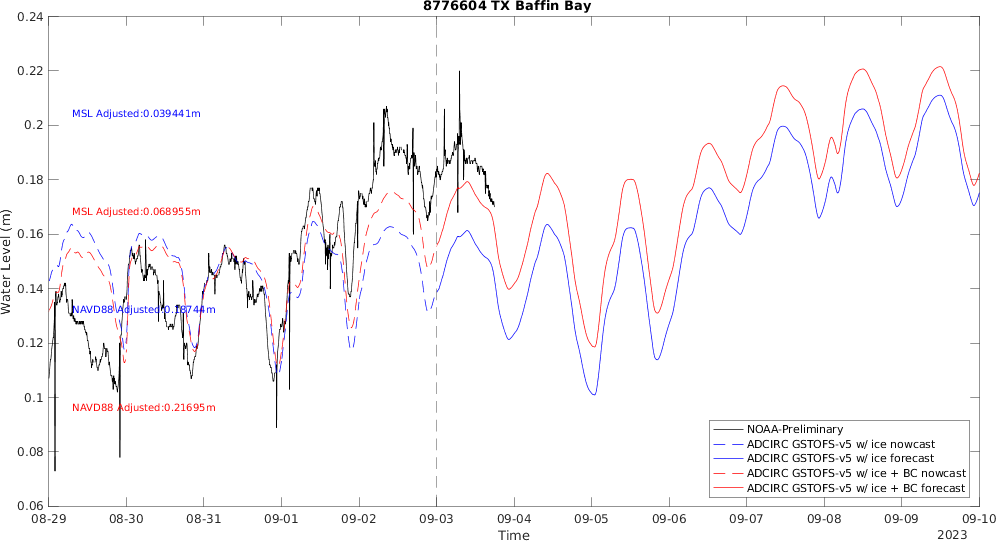 8776604 TX Baffin Bay
Water Level (m)
0.24
0.22
0.2
0.18
0.16
0.14
0.12
0.1
0.08
0.06
MSL Adjusted:0.039441m
MSL Adjusted:0.068955m
NAVD88 Adjusted:0.18744m
NAVD88 Adjusted:0.21695m
NOAA-Preliminary
ADCIRC GSTOFS-v5 w/ ice nowcast
ADCIRC GSTOFS-v5 w/ ice forecast
ADCIRC GSTOFS-v5 w/ ice + BC nowcast
ADCIRC GSTOFS-v5 w/ ice + BC forecast
08-29 08-30 08-31 09-01 09-02 09-03 09-04 09-05 09-06 09-07 09-08 09-09 09-10
Time
2023